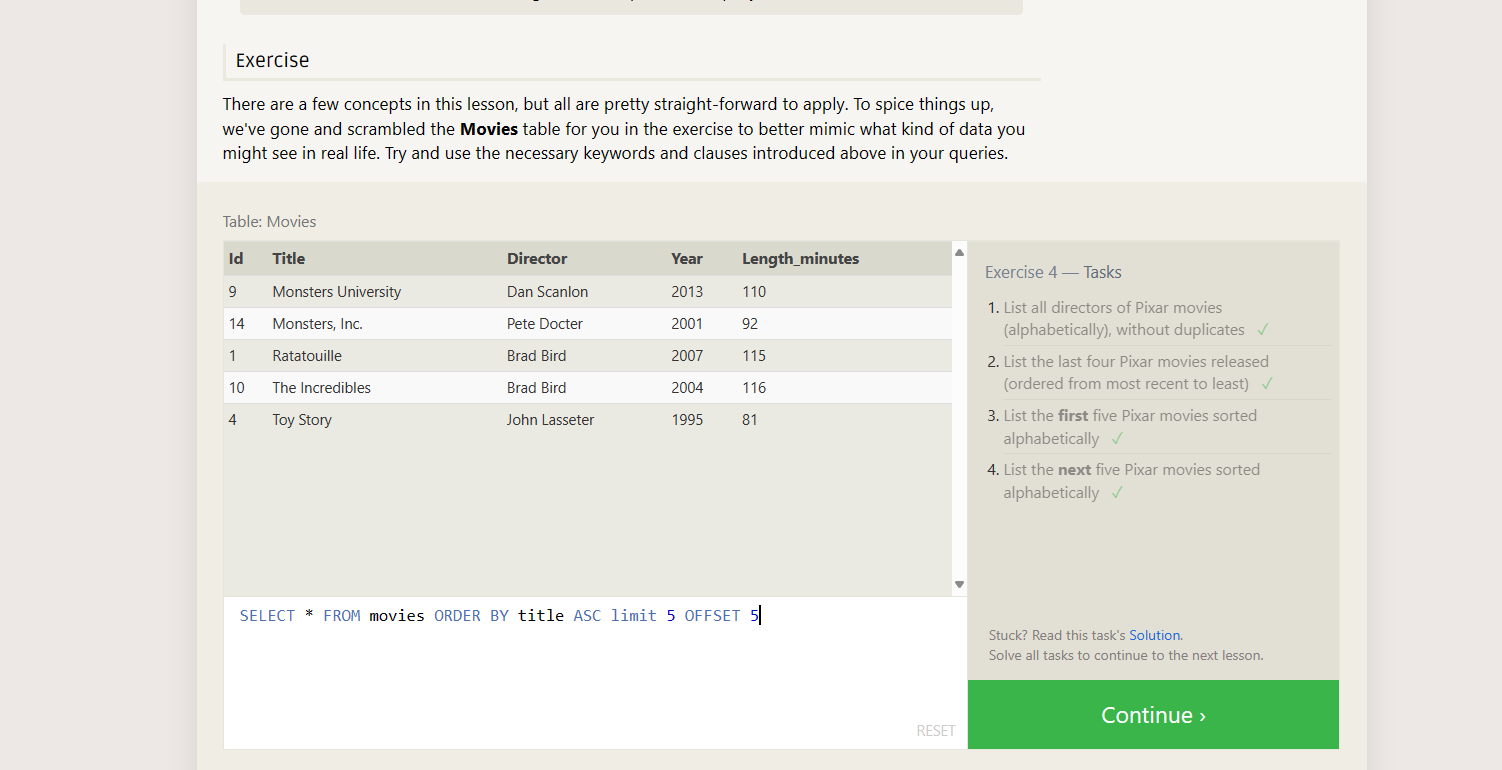 Exercise
There are a few concepts in this lesson, but all are pretty straight-forward to apply. To spice things up,
we've gone and scrambled the Movies table for you in the exercise to better mimic what kind of data you
might see in real life. Try and use the necessary keywords and clauses introduced above in your queries.
Table: Movies
Id Title Director Year Length_minutes
9 Monsters University Dan Scanlon 2013 110
14 Monsters, Inc. Pete Docter 2001 92
1 Ratatouille Brad Bird 2007 115
10 The Incredibles Brad Bird 2004 116
4 Toy Story John Lasseter 1995 81
SELECT * FROM movies ORDER BY title ASC limit 5 OFFSET 5
RESET
Exercise 4 — Tasks
1. List all directors of Pixar movies
(alphabetically), without duplicates ✓
2. List the last four Pixar movies released
(ordered from most recent to least) ✓
3. List the first five Pixar movies sorted
alphabetically ✓
4. List the next five Pixar movies sorted
alphabetically ✓
Stuck? Read this task's Solution.
Solve all tasks to continue to the next lesson.
Continue ›